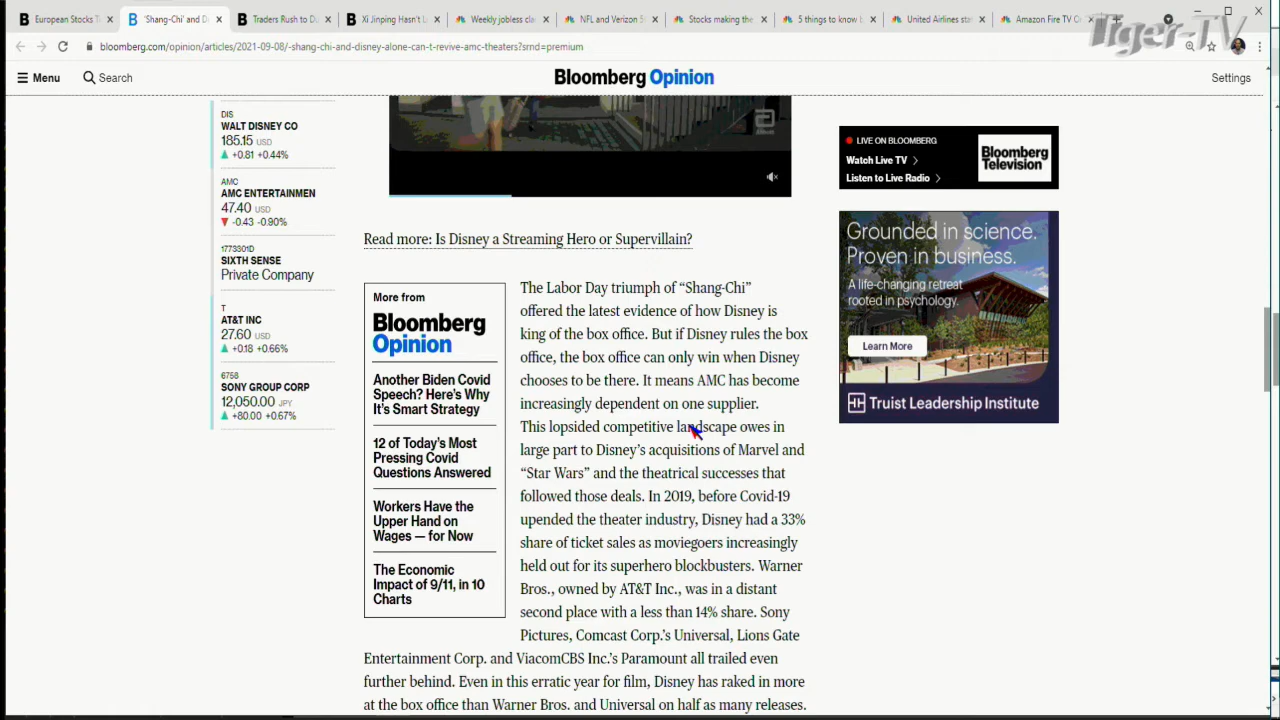 European Stocks T
'Shang-Chi' and Di
Traders Rush to Du
Xi Jinping Hasn't L
Weekly jobless cla
NFL and Verizon S
Stocks making the
5 things to know b
United Airlines sta
Amazon Fire TV O
Tiger-TV
bloomberg.com/opinion/articles/2021-09-08/-shang-chi-and-disney-alone-can-t-revive-amc-theaters?srnd=premium
Menu
Search
Bloomberg Opinion
Settings
DIS
WALT DISNEY CO
185.15 USD
+0.81 +0.44%
AMC
AMC ENTERTAINMEN
47.40 USD
-0.43 -0.90%
1773301D
SIXTH SENSE
Private Company
T
AT&T INC
27.60 USD
+0.18 +0.66%
6758
SONY GROUP CORP
12,050.00 JPY
+80.00 +0.67%
Read more: Is Disney a Streaming Hero or Supervillain?
More from
Bloomberg
Opinion
Another Biden Covid
Speech? Here's Why
It's Smart Strategy
12 of Today's Most
Pressing Covid
Questions Answered
Workers Have the
Upper Hand on
Wages — for Now
The Economic
Impact of 9/11, in 10
Charts
The Labor Day triumph of “Shang-Chi”
offered the latest evidence of how Disney is
king of the box office. But if Disney rules the box
office, the box office can only win when Disney
chooses to be there. It means AMC has become
increasingly dependent on one supplier.
This lopsided competitive landscape owes in
large part to Disney’s acquisitions of Marvel and
“Star Wars” and the theatrical successes that
followed those deals. In 2019, before Covid-19
upended the theater industry, Disney had a 33%
share of ticket sales as moviegoers increasingly
held out for its superhero blockbusters. Warner
Bros., owned by AT&T Inc., was in a distant
second place with a less than 14% share. Sony
Pictures, Comcast Corp.’s Universal, Lions Gate
Entertainment Corp. and ViacomCBS Inc.’s Paramount all trailed even
further behind. Even in this erratic year for film, Disney has raked in more
at the box office than Warner Bros. and Universal on half as many releases.
LIVE ON BLOOMBERG
Watch Live TV
Listen to Live Radio
Bloomberg
Television
Grounded in science.
Proven in business.
A life-changing retreat
rooted in psychology.
Learn More
Truist Leadership Institute